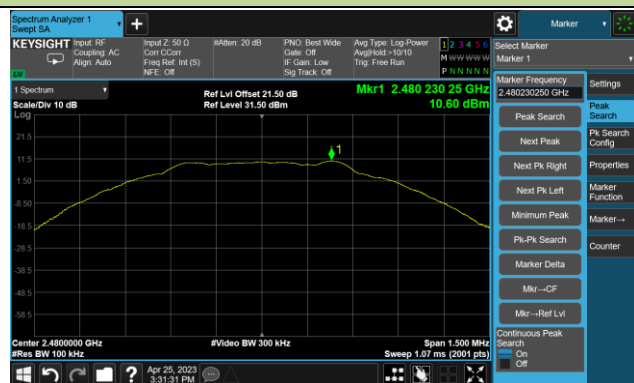 Spectrum Analyzer 1
Swept SA
+
Marker
KEYSIGHT
Input: RF
Coupling: AC
Align: Auto
Input Z: 50 Ω
Corr CCorr
Freq Ref: Int (S)
NFE: Off
#Atten: 20 dB
PNO: Best Wide
Gate: Off
IF Gain: Low
Sig Track: Off
Avg Type: Log-Power
Avg|Hold:>10/10
Trig: Free Run
1 2 3 4 5 6
M W W W W W
P N N N N N
Select Marker
Marker 1
LXI
1 Spectrum
Scale/Div 10 dB
Log
Ref Lvl Offset 21.50 dB
Ref Level 31.50 dBm
Mkr1 2.480 230 25 GHz
10.60 dBm
21.5
11.5
1.50
-8.50
-18.5
-28.5
-38.5
-48.5
-58.5
1
Center 2.4800000 GHz
#Res BW 100 kHz
#Video BW 300 kHz
Span 1.500 MHz
Sweep 1.07 ms (2001 pts)
Marker Frequency
2.480230250 GHz
Peak Search
Next Peak
Next Pk Right
Next Pk Left
Minimum Peak
Pk-Pk Search
Marker Delta
Mkr→CF
Mkr→Ref Lvl
Continuous Peak
Search
On
Off
Settings
Peak
Search
Pk Search
Config
Properties
Marker
Function
Marker→
Counter
?
Apr 25, 2023
3:31:31 PM